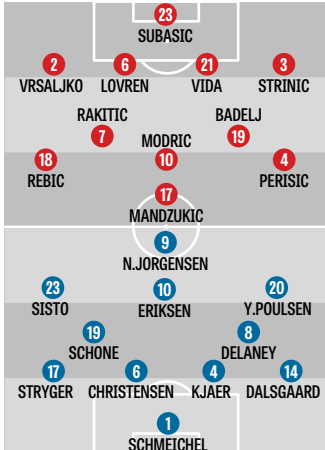 23
SUBASIC
2 6 21 3
VRSALJKO LOVREN VIDA STRINIC
RAKITIC BADELJ
7 MODRIC 19
18 10 4
REBIC PERISIC
17
MANDZUKIC
9
N.JORGENSEN
23 10 20
SISTO ERIKSEN Y.POULSEN
19 8
SCHONE DELANEY
17 6 4 14
STRYGER CHRISTENSEN KJAER DALSGAARD
1
SCHMEICHEL